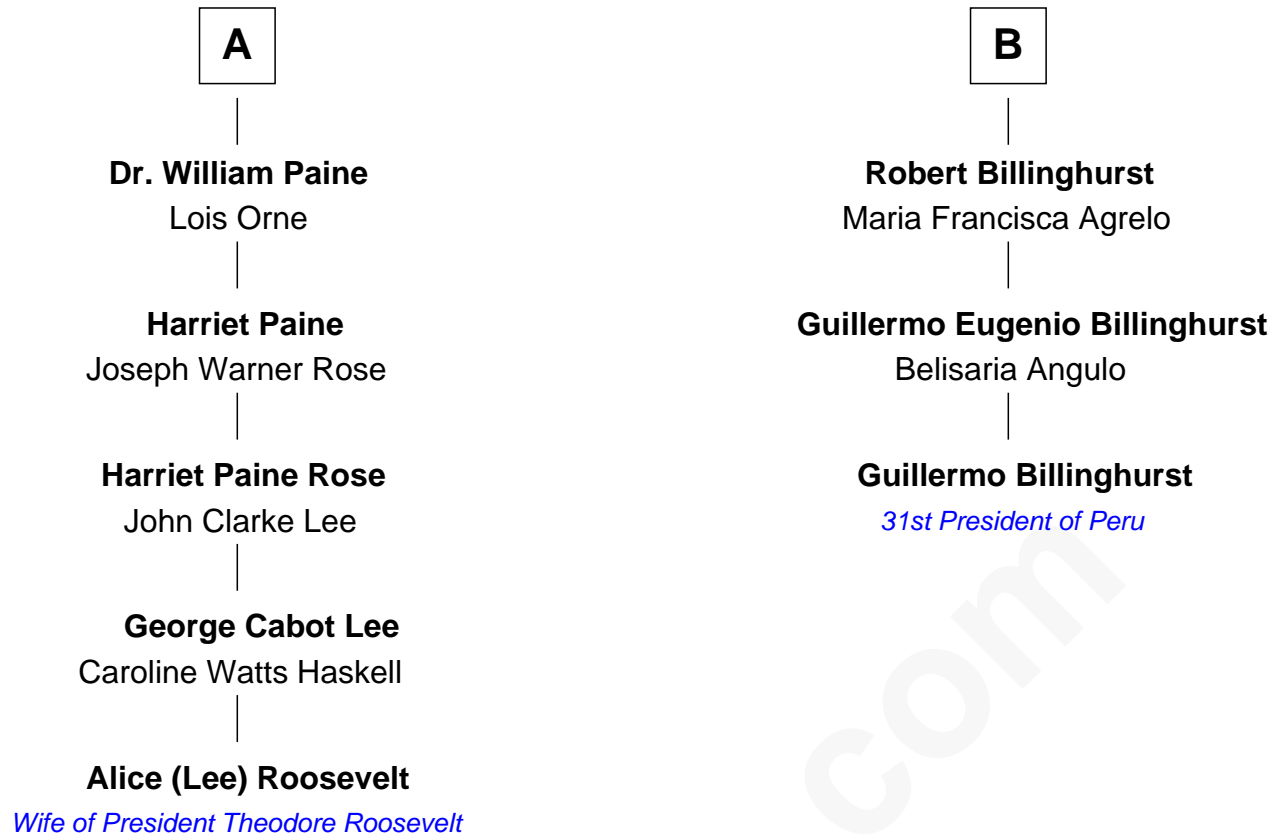 A
Dr. William Paine
Lois Orne
Harriet Paine
Joseph Warner Rose
Harriet Paine Rose
John Clarke Lee
George Cabot Lee
Caroline Watts Haskell
Alice (Lee) Roosevelt
Wife of President Theodore Roosevelt
B
Robert Billinghurst
Maria Francisca Agrelo
Guillermo Eugenio Billinghurst
Belisaria Angulo
Guillermo Billinghurst
31st President of Peru
com